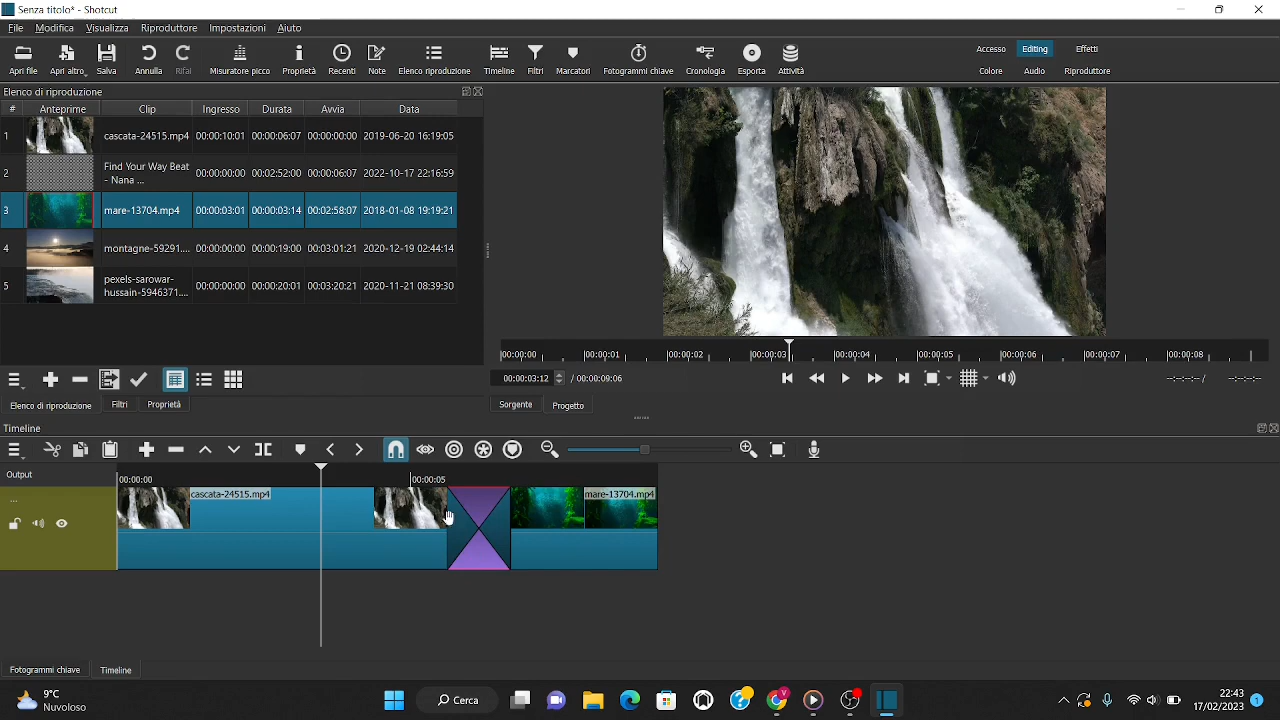 Senza titolo* - Shotcut
File Modifica Visualizza Riproduttore Impostazioni Aiuto
Apri file Apri altro Salva Annulla Rifai Misuratore picco Proprietà Recenti Note Elenco riproduzione Timeline Filtri Marcatori Fotogrammi chiave Cronologia Esporta Attività
Accesso Editing Effetti
Colore Audio Riproduttore
Elenco di riproduzione
# Anteprime Clip Ingresso Durata Avvia Data
1 cascata-24515.mp4 00:00:10:01 00:00:06:07 00:00:00:00 2019-06-20 16:19:05
2 Find Your Way Beat
- Nana ... 00:00:00:00 00:02:52:00 00:00:06:07 2022-10-17 22:16:59
3 mare-13704.mp4 00:00:03:01 00:00:03:14 00:02:58:07 2018-01-08 19:19:21
4 montagne-59291.... 00:00:00:00 00:00:19:00 00:03:01:21 2020-12-19 02:44:14
5 pexels-sarowar-
hussain-5946371.... 00:00:00:00 00:00:20:01 00:03:20:21 2020-11-21 08:39:30
00:00:00 00:00:01 00:00:02 00:00:03 00:00:04 00:00:05 00:00:06 00:00:07 00:00:08
00:00:03:12 / 00:00:09:06 --:--:--:-- / --:--:--:--
Elenco di riproduzione Filtri Proprietà
Sorgente Progetto
Timeline
Output 00:00:00 00:00:05
... cascata-24515.mp4 mare-13704.mp4
Fotogrammi chiave Timeline
9°C
Nuvoloso
Cerca
22:43
17/02/2023
1